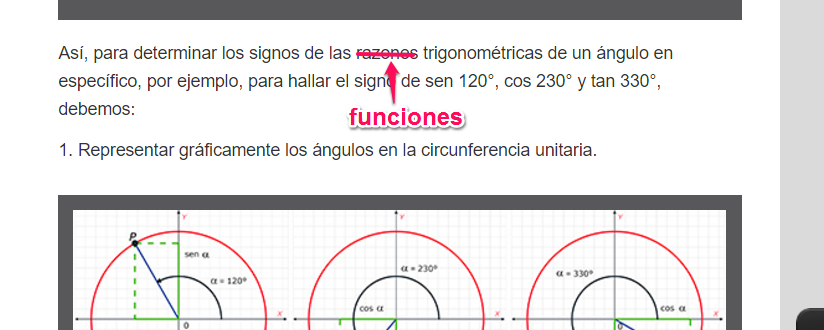 Así, para determinar los signos de las razones trigonométricas de un ángulo en
específico, por ejemplo, para hallar el signo de sen 120°, cos 230° y tan 330°,
debemos:
funciones
1. Representar gráficamente los ángulos en la circunferencia unitaria.
Y
P
sen α
α = 120°
X
0
Y
α = 230°
cos α
X
Y
α = 330°
cos α
X
0